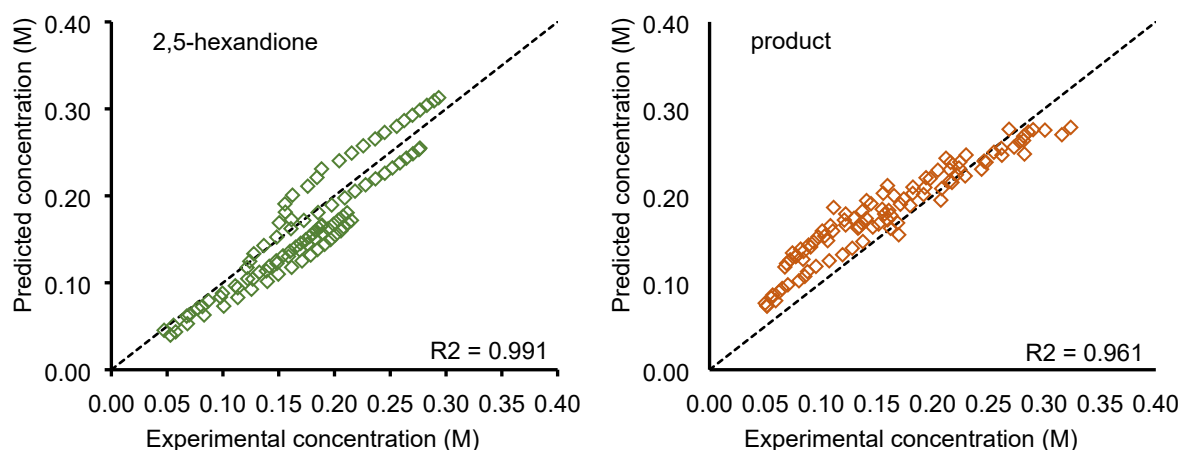 Predicted concentration (M)
2,5-hexandione
0.40
0.30
0.20
0.10
0.00
R2 = 0.991
0.00 0.05 0.10 0.15 0.20 0.25 0.30 0.35 0.40
Experimental concentration (M)
Predicted concentration (M)
product
0.40
0.30
0.20
0.10
0.00
R2 = 0.961
0.00 0.05 0.10 0.15 0.20 0.25 0.30 0.35 0.40
Experimental concentration (M)